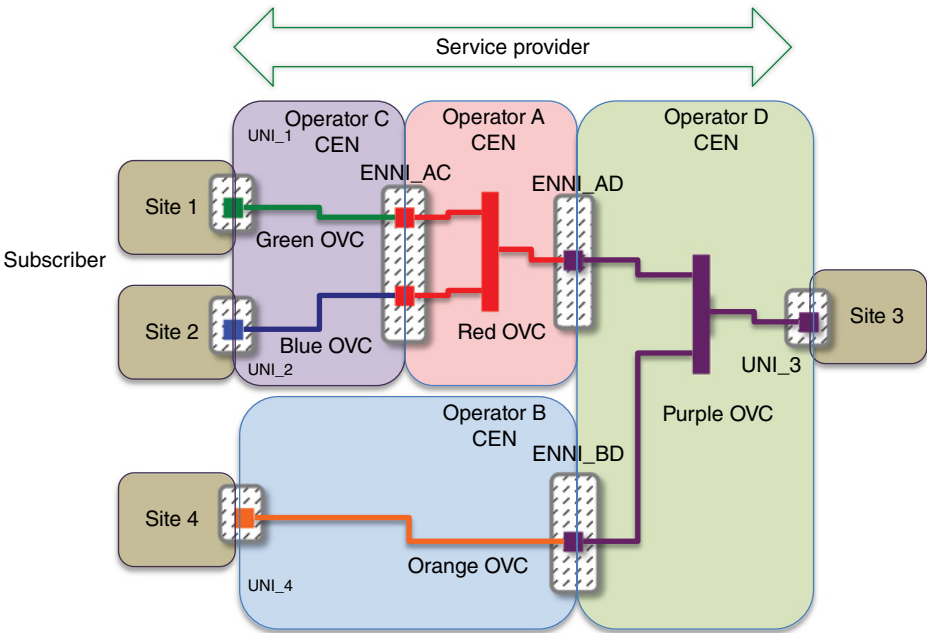 Service provider
UNI_1
Operator C
CEN
Operator A
CEN
Operator D
CEN
ENNI_AC
ENNI_AD
Site 1
Green OVC
Subscriber
Site 2
Blue OVC
Red OVC
Site 3
UNI_2
UNI_3
Operator B
CEN
Purple OVC
ENNI_BD
Site 4
Orange OVC
UNI_4